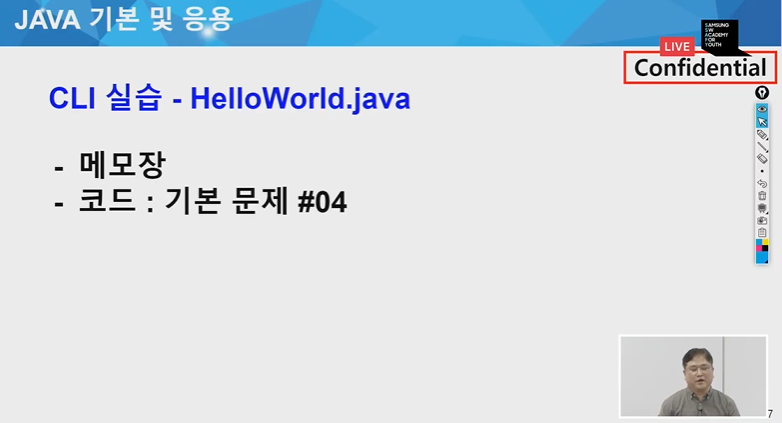 JAVA 기본 및 응용
SAMSUNG
SW
ACADEMY
FOR
YOUTH
LIVE
Confidential
CLI 실습 - HelloWorld.java
- 메모장
- 코드 : 기본 문제 #04
7